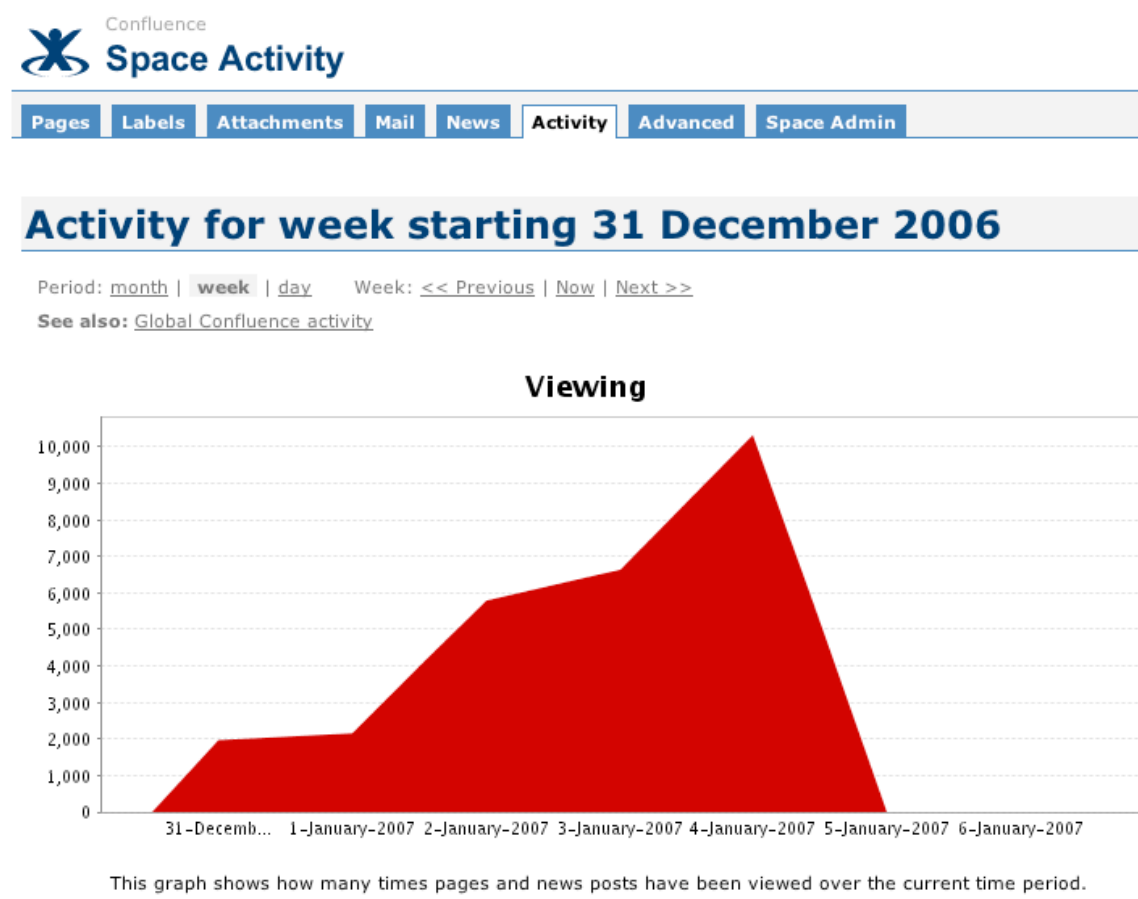 Confluence
Space Activity
Pages Labels Attachments Mail News Activity Advanced Space Admin
Activity for week starting 31 December 2006
Period: month | week | day Week: << Previous | Now | Next >>
See also: Global Confluence activity
Viewing
10,000
9,000
8,000
7,000
6,000
5,000
4,000
3,000
2,000
1,000
0
31-Decemb... 1-January-2007 2-January-2007 3-January-2007 4-January-2007 5-January-2007 6-January-2007
This graph shows how many times pages and news posts have been viewed over the current time period.